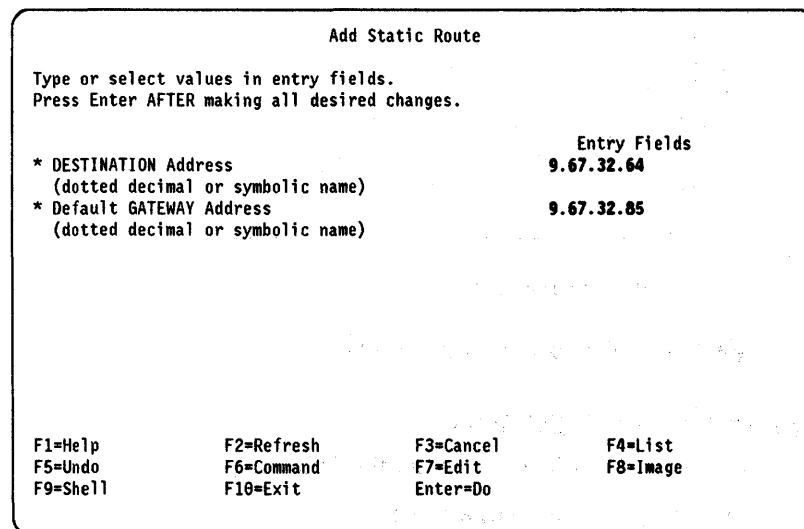 Add Static Route
Type or select values in entry fields.
Press Enter AFTER making all desired changes.
Entry Fields
* DESTINATION Address 9.67.32.64
(dotted decimal or symbolic name)
* Default GATEWAY Address 9.67.32.85
(dotted decimal or symbolic name)
F1=Help F2=Refresh F3=Cancel F4=List
F5=Undo F6=Command F7=Edit F8=Image
F9=Shell F10=Exit Enter=Do